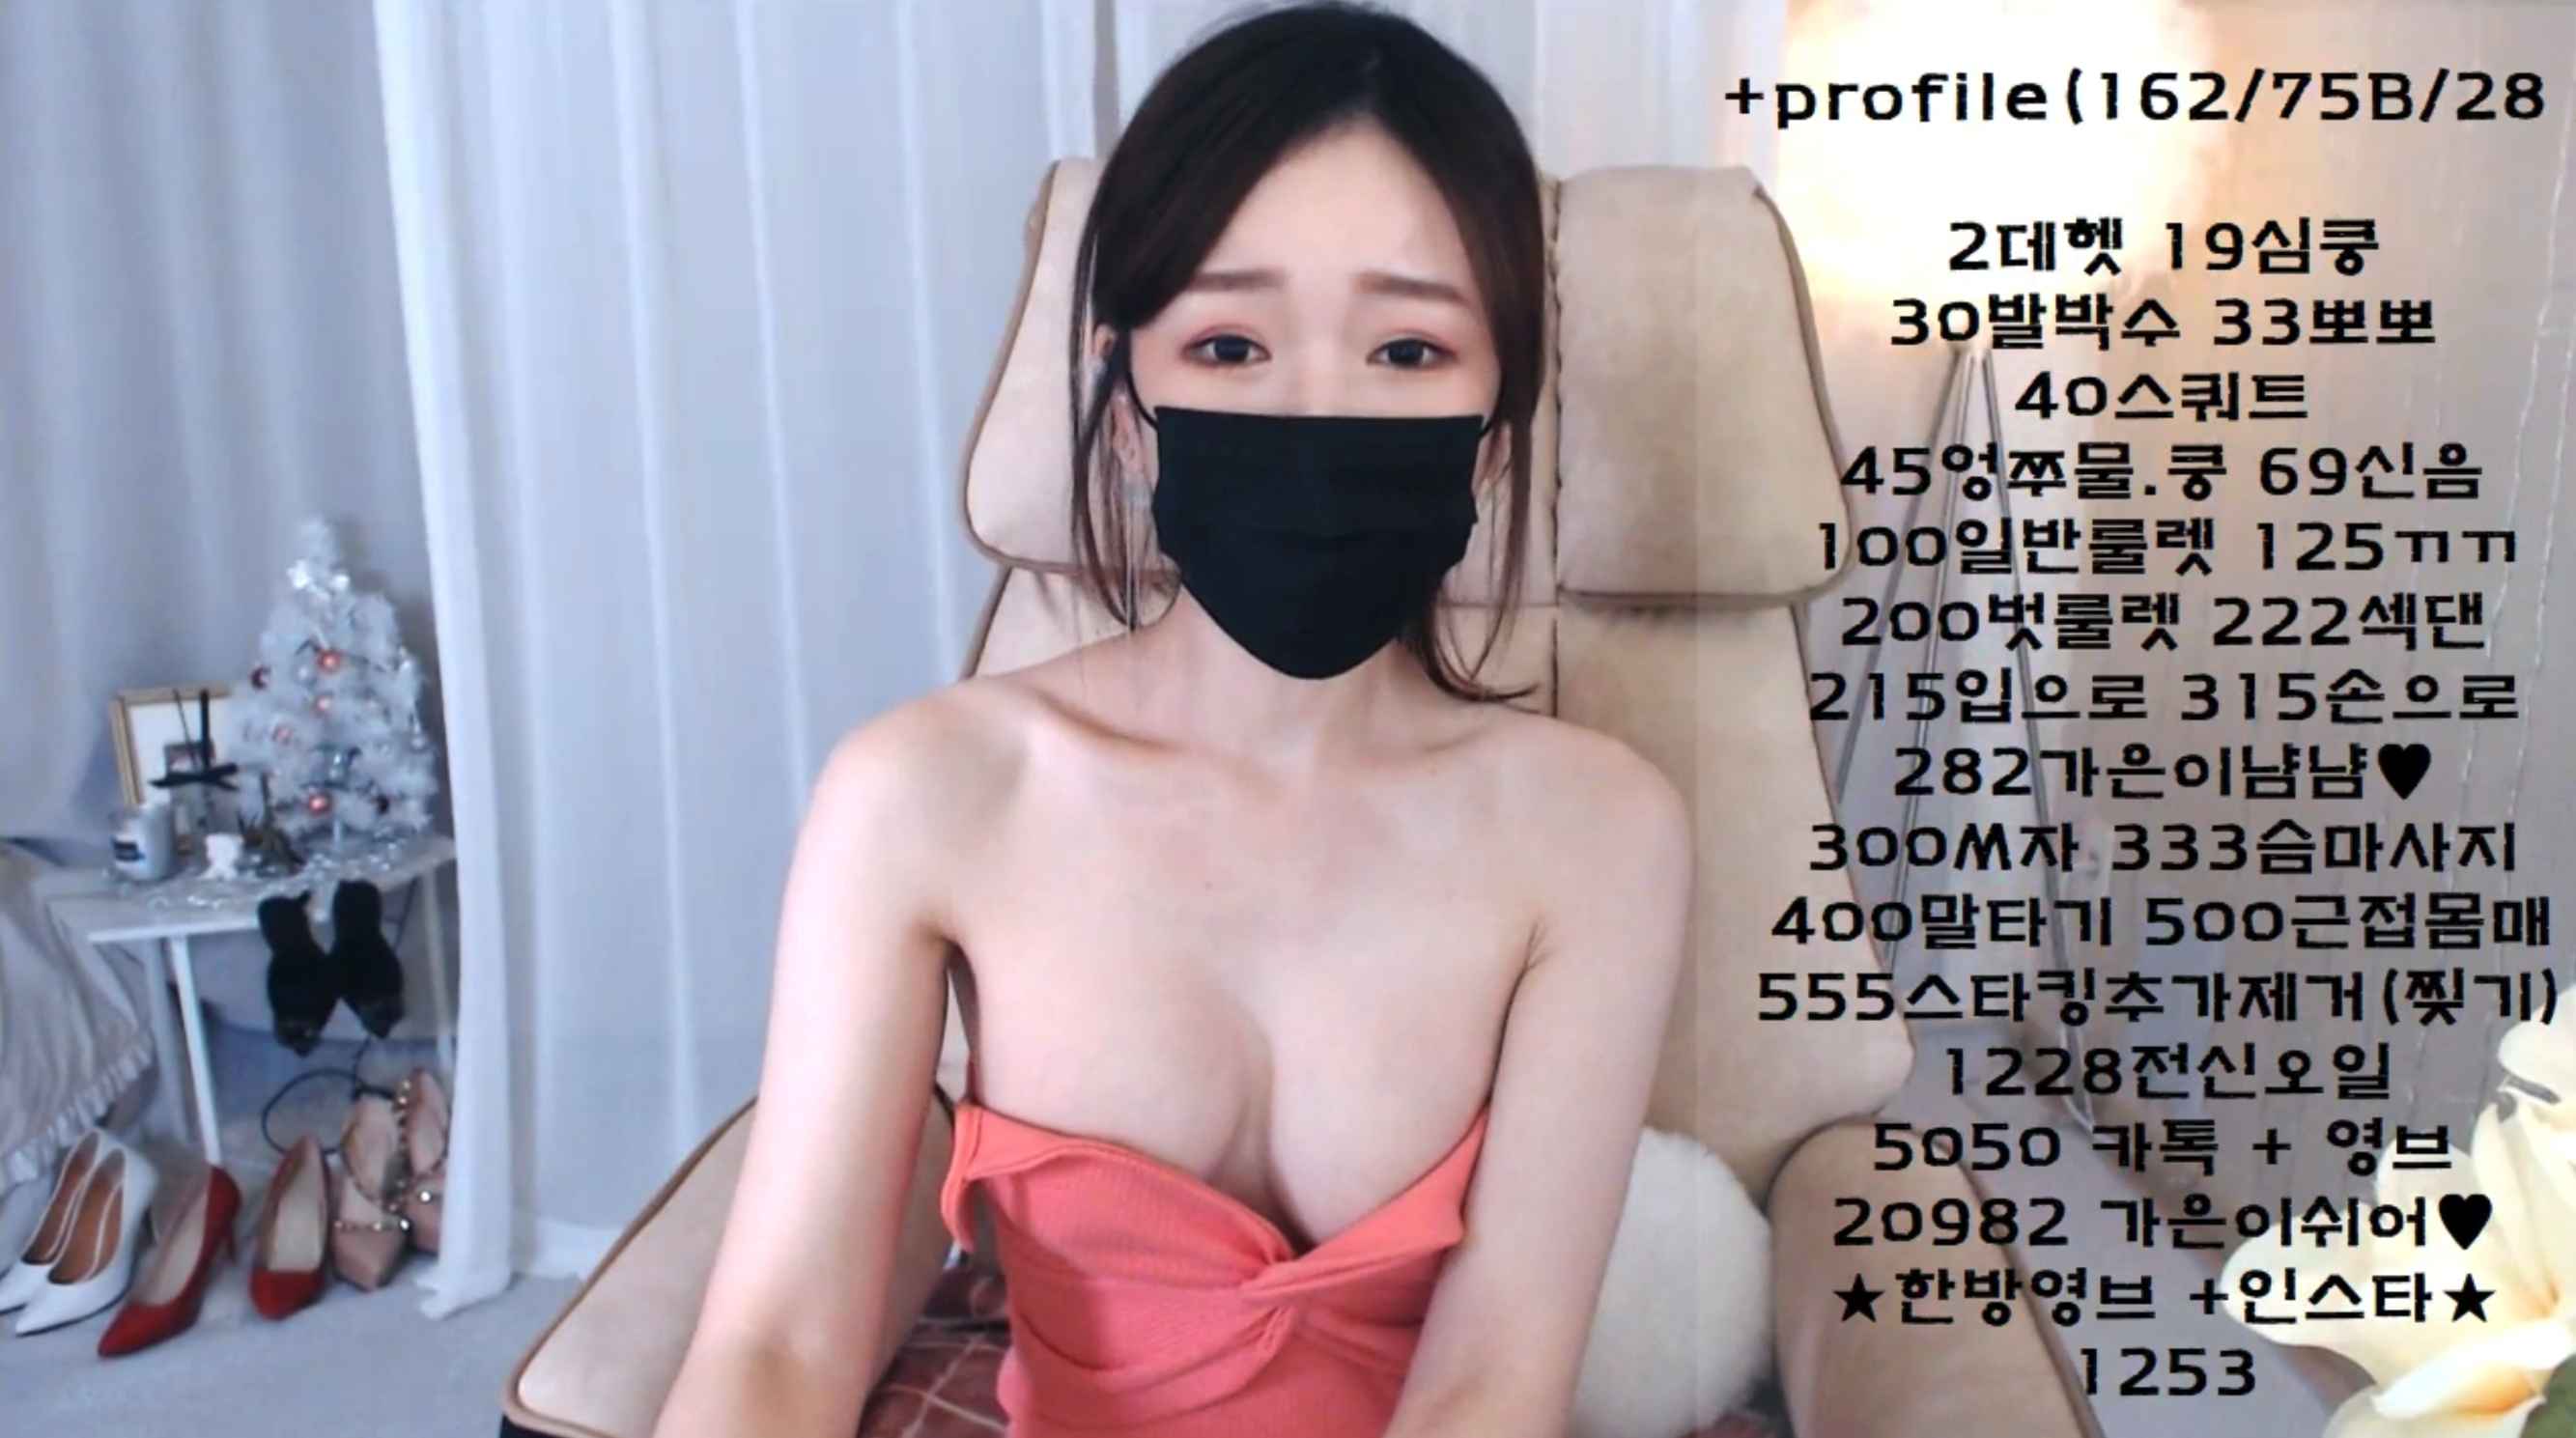 +profile(162/75B/28
2데헷 19심쿵
30발박수 33뽀뽀
40스쿼트
45엉쭈물.쿵 69신음
100일반룰렛 125ㄲㄲ
200벗룰렛 222섹댄
215입으로 315손으로
282가은이냠냠♥
300M자 333슴마사지
400말타기 500근접몸매
555스타킹추가제거(찢기)
1228전신오일
5050 카톡 + 영브
20982 가은이쉬어♥
★한방영브 +인스타★
1253